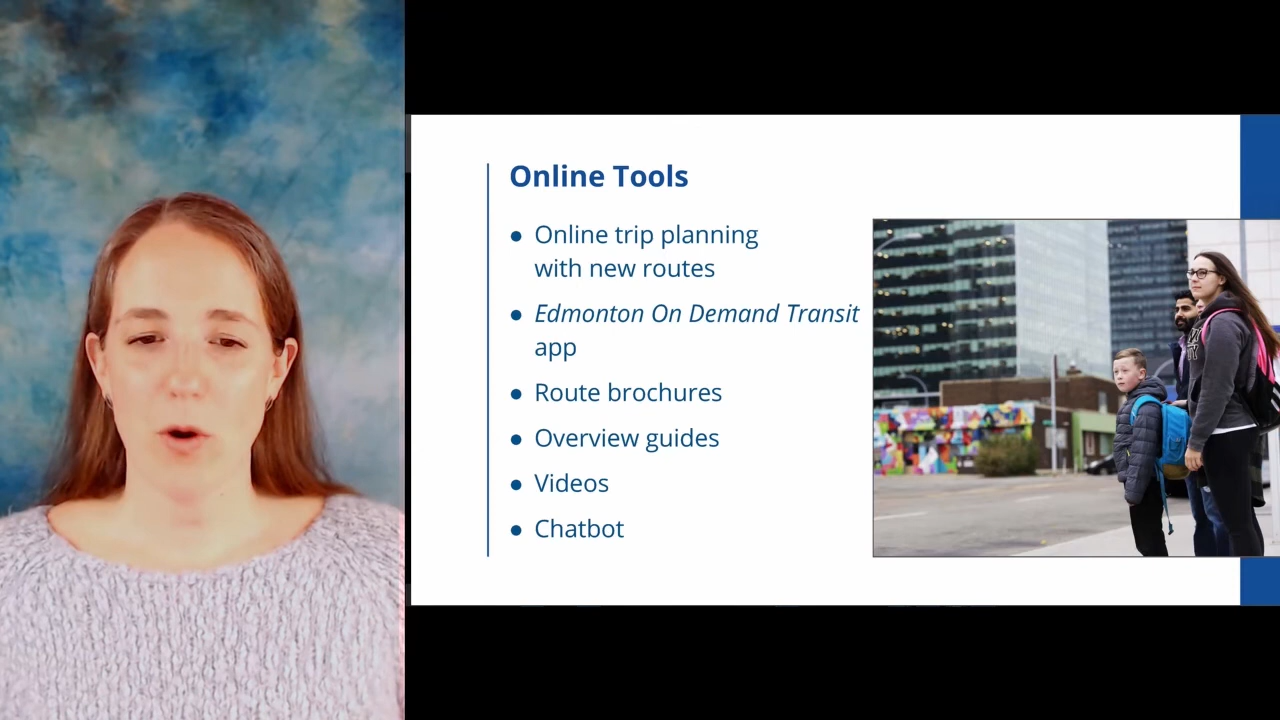 Online Tools
● Online trip planning
with new routes
● Edmonton On Demand Transit
app
● Route brochures
● Overview guides
● Videos
● Chatbot